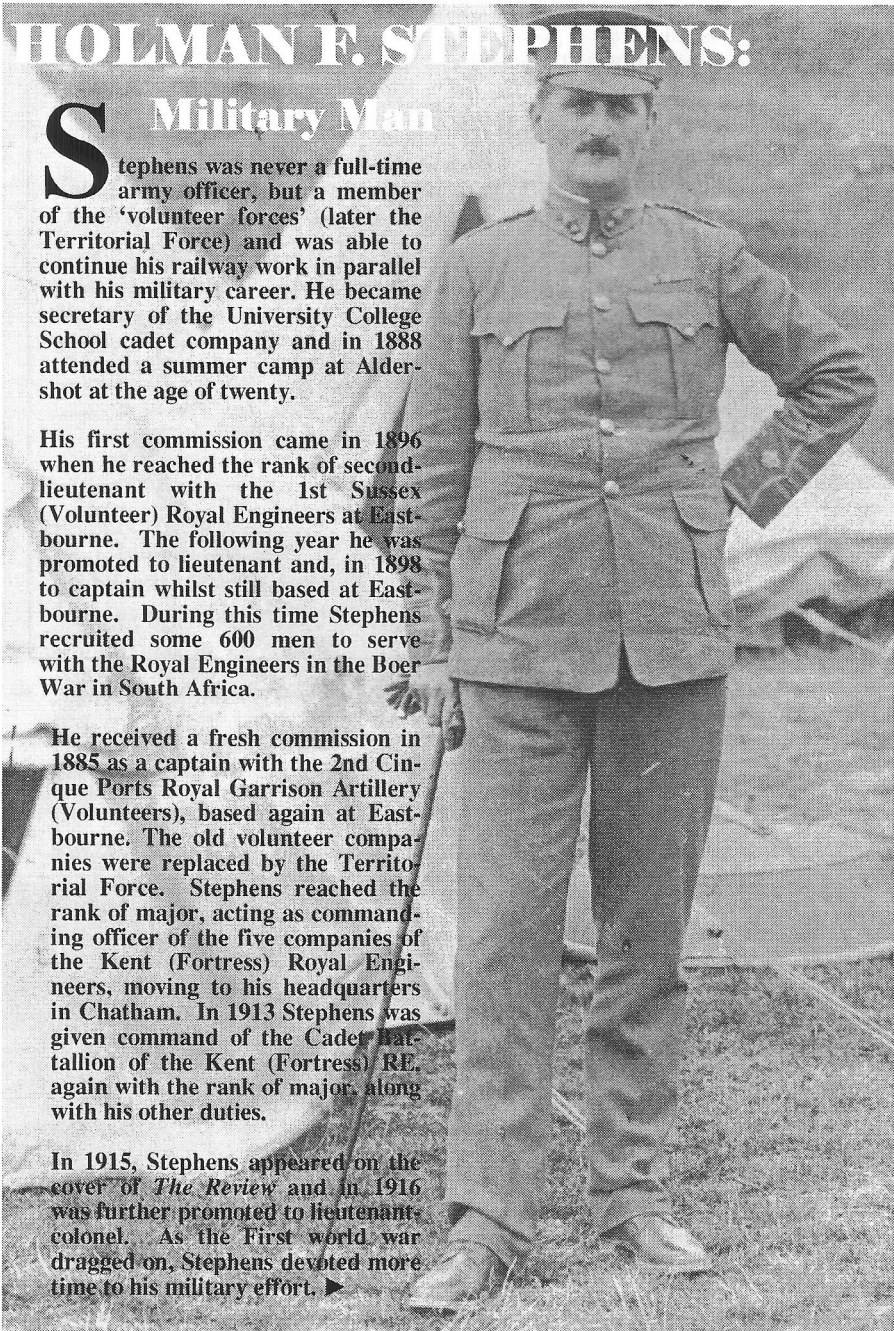 HOLMAN F. STEPHENS:
Military Man
Stephens was never a full-time
army officer, but a member
of the ‘volunteer forces’ (later the
Territorial Force) and was able to
continue his railway work in parallel
with his military career. He became
secretary of the University College
School cadet company and in 1888
attended a summer camp at Alder-
shot at the age of twenty.
His first commission came in 1896
when he reached the rank of second-
lieutenant with the 1st Sussex
(Volunteer) Royal Engineers at East-
bourne. The following year he was
promoted to lieutenant and, in 1898
to captain whilst still based at East-
bourne. During this time Stephens
recruited some 600 men to serve
with the Royal Engineers in the Boer
War in South Africa.
He received a fresh commission in
1885 as a captain with the 2nd Cin-
que Ports Royal Garrison Artillery
(Volunteers), based again at East-
bourne. The old volunteer compa-
nies were replaced by the Territo-
rial Force. Stephens reached the
rank of major, acting as command-
ing officer of the five companies of
the Kent (Fortress) Royal Engi-
neers, moving to his headquarters
in Chatham. In 1913 Stephens was
given command of the Cadet Bat-
tallion of the Kent (Fortress) RE.
again with the rank of major, along
with his other duties.
In 1915, Stephens appeared on the
cover of The Review and in 1916
was further promoted to lieutenant-
colonel. As the First world war
dragged on, Stephens devoted more
time to his military effort. ►